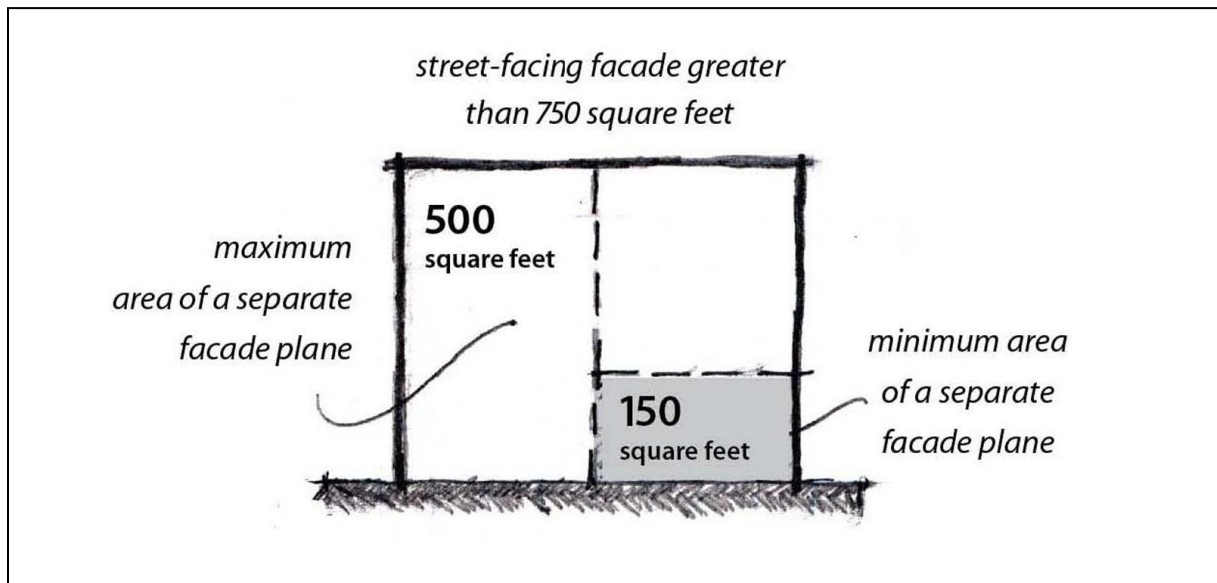 street-facing facade greater
than 750 square feet
500
square feet
maximum
area of a separate
facade plane
minimum area
of a separate
facade plane
150
square feet